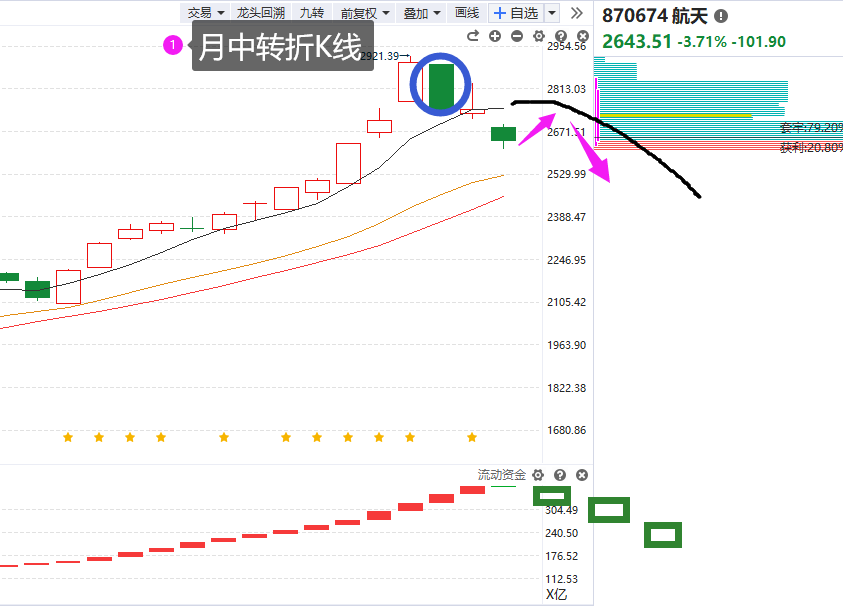 交易 龙头回溯 九转 前复权 叠加 画线 + 自选
870674 航天
2643.51 -3.71% -101.90
1 月中转折K线
2921.39
2954.56
2813.03
2671.51
2529.99
2388.47
2246.95
2105.42
1963.90
1822.38
1680.86
套牢:79.20%
获利:20.80%
流动资金
304.49
240.50
176.52
112.53
X亿